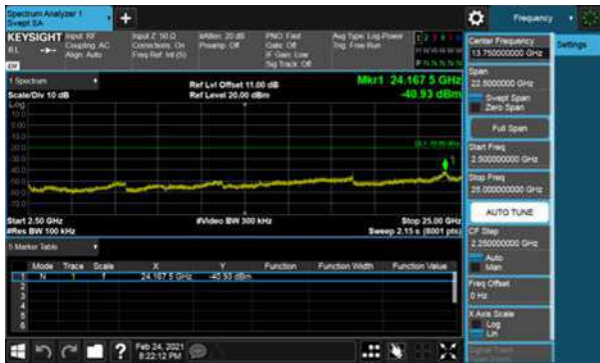 Spectrum Analyzer 1
Swept SA
+
Frequency
KEYSIGHT
Input: RF
Coupling: AC
Align: Auto
Input Z: 50 Ω
Corrections: On
Freq Ref: Int (S)
#Atten: 20 dB
Preamp: Off
PNO: Fast
Gate: Off
IF Gain: Low
Sig Track: Off
Avg Type: Log-Power
Trig: Free Run
Center Frequency
13.750000000 GHz
Settings
Span
22.5000000 GHz
Swept Span
Zero Span
Full Span
Start Freq
2.500000000 GHz
Stop Freq
25.000000000 GHz
AUTO TUNE
CF Step
2.250000000 GHz
Auto
Man
Freq Offset
0 Hz
X Axis Scale
Log
Lin
1 Spectrum
Scale/Div 10 dB
Ref Lvl Offset 11.00 dB
Ref Level 20.00 dBm
Mkr1 24.167 5 GHz
-40.93 dBm
Log
Start 2.50 GHz
#Res BW 100 kHz
#Video BW 300 kHz
Stop 25.00 GHz
Sweep 2.15 s (8001 pts)
5 Marker Table
Mode Trace Scale X Y Function Function Width Function Value
1 N 1 f 24.167 5 GHz -40.93 dBm
2
3
4
5
6
Feb 24, 2021
8:22:12 PM